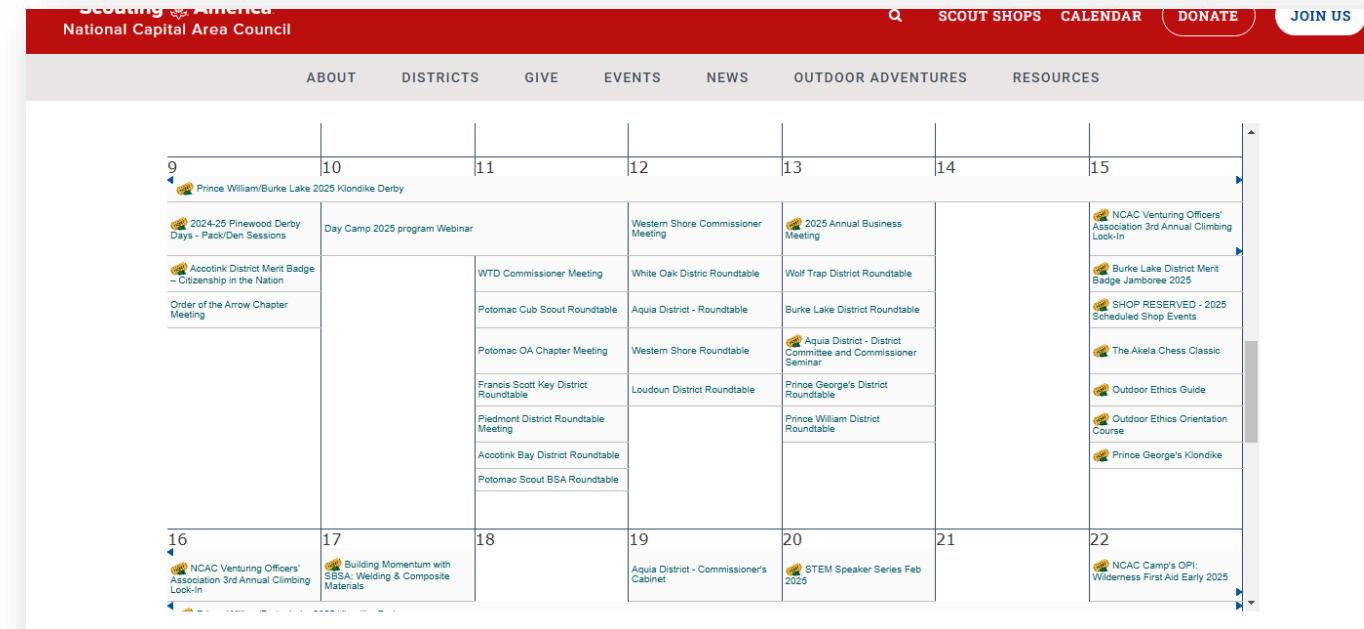 Scouting America
National Capital Area Council
SCOUT SHOPS CALENDAR DONATE JOIN US
ABOUT DISTRICTS GIVE EVENTS NEWS OUTDOOR ADVENTURES RESOURCES
9 10 11 12 13 14 15
Prince William/Burke Lake 2025 Klondike Derby
2024-25 Pinewood Derby
Days - Pack/Den Sessions
Day Camp 2025 program Webinar
Western Shore Commissioner
Meeting
2025 Annual Business
Meeting
NCAC Venturing Officers'
Association 3rd Annual Climbing
Lock-In
Accotink District Merit Badge
– Citizenship in the Nation
WTD Commissioner Meeting
White Oak Distric Roundtable
Wolf Trap District Roundtable
Burke Lake District Merit
Badge Jamboree 2025
Order of the Arrow Chapter
Meeting
Potomac Cub Scout Roundtable
Aquia District - Roundtable
Burke Lake District Roundtable
SHOP RESERVED - 2025
Scheduled Shop Events
Potomac OA Chapter Meeting
Western Shore Roundtable
Aquia District - District
Committee and Commissioner
Seminar
The Akela Chess Classic
Francis Scott Key District
Roundtable
Loudoun District Roundtable
Prince George's District
Roundtable
Outdoor Ethics Guide
Piedmont District Roundtable
Meeting
Prince William District
Roundtable
Outdoor Ethics Orientation
Course
Accotink Bay District Roundtable
Prince George's Klondike
Potomac Scout BSA Roundtable
16 17 18 19 20 21 22
NCAC Venturing Officers'
Association 3rd Annual Climbing
Lock-In
Building Momentum with
SBSA: Welding & Composite
Materials
Aquia District - Commissioner's
Cabinet
STEM Speaker Series Feb
2025
NCAC Camp's OPI:
Wilderness First Aid Early 2025